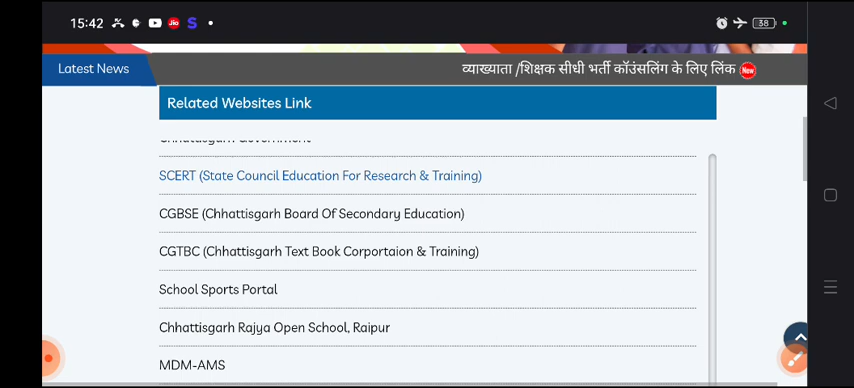 15:42
38
Latest News
व्याख्याता /शिक्षक सीधी भर्ती कॉउंसलिंग के लिए लिंक New
Related Websites Link
Chhattisgarh Government
SCERT (State Council Education For Research & Training)
CGBSE (Chhattisgarh Board Of Secondary Education)
CGTBC (Chhattisgarh Text Book Corportaion & Training)
School Sports Portal
Chhattisgarh Rajya Open School, Raipur
MDM-AMS